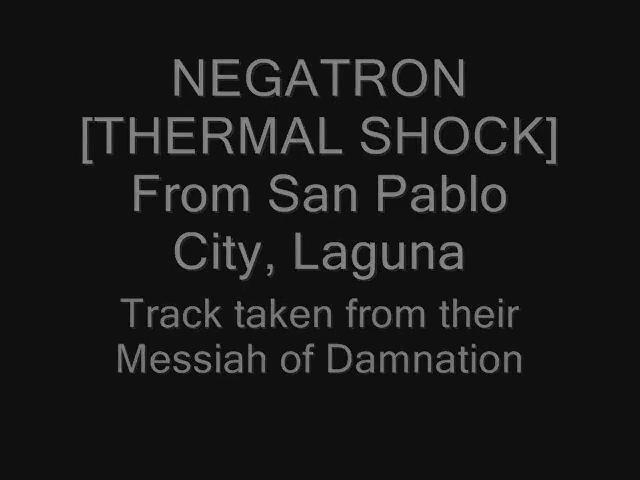 NEGATRON
[THERMAL SHOCK]
From San Pablo
City, Laguna
Track taken from their
Messiah of Damnation